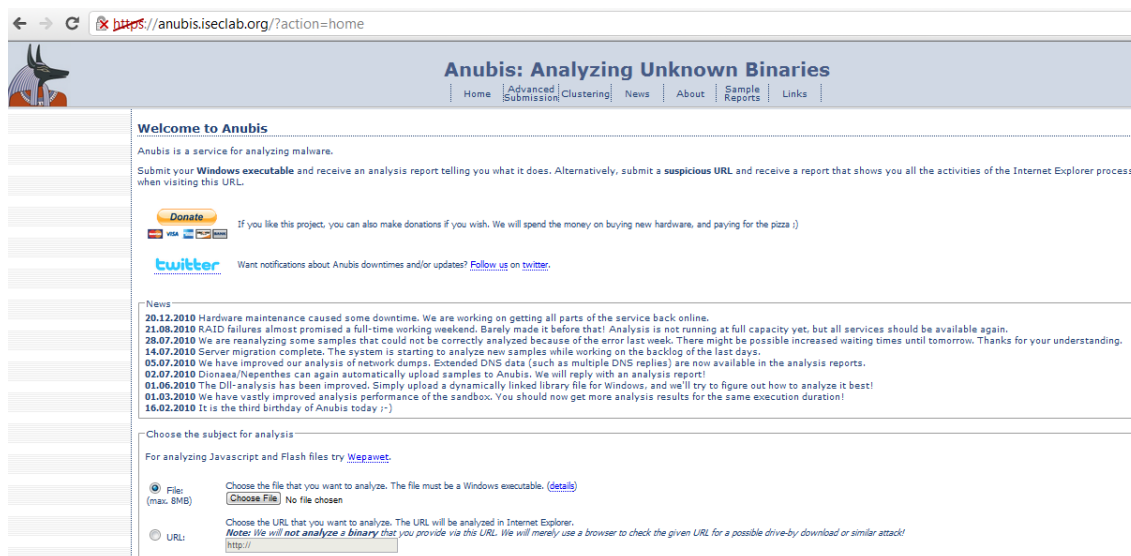 https://anubis.iseclab.org/?action=home
Anubis: Analyzing Unknown Binaries
Home Advanced Submission Clustering News About Sample Reports Links
Welcome to Anubis
Anubis is a service for analyzing malware.
Submit your Windows executable and receive an analysis report telling you what it does. Alternatively, submit a suspicious URL and receive a report that shows you all the activities of the Internet Explorer process
when visiting this URL.
Donate
VISA
If you like this project, you can also make donations if you wish. We will spend the money on buying new hardware, and paying for the pizza ;)
twitter
Want notifications about Anubis downtimes and/or updates? Follow us on twitter.
News
20.12.2010 Hardware maintenance caused some downtime. We are working on getting all parts of the service back online.
21.08.2010 RAID failures almost promised a full-time working weekend. Barely made it before that! Analysis is not running at full capacity yet, but all services should be available again.
28.07.2010 We are reanalyzing some samples that could not be correctly analyzed because of the error last week. There might be possible increased waiting times until tomorrow. Thanks for your understanding.
14.07.2010 Server migration complete. The system is starting to analyze new samples while working on the backlog of the last days.
05.07.2010 We have improved our analysis of network dumps. Extended DNS data (such as multiple DNS replies) are now available in the analysis reports.
02.07.2010 Dionaea/Nepenthes can again automatically upload samples to Anubis. We will reply with an analysis report!
01.06.2010 The Dll-analysis has been improved. Simply upload a dynamically linked library file for Windows, and we'll try to figure out how to analyze it best!
01.03.2010 We have vastly improved analysis performance of the sandbox. You should now get more analysis results for the same execution duration!
16.02.2010 It is the third birthday of Anubis today ;-)
Choose the subject for analysis
For analyzing Javascript and Flash files try Wepawet.
File:
(max. 8MB)
Choose the file that you want to analyze. The file must be a Windows executable. (details)
Choose File No file chosen
URL:
Choose the URL that you want to analyze. The URL will be analyzed in Internet Explorer.
Note: We will not analyze a binary that you provide via this URL. We will merely use a browser to check the given URL for a possible drive-by download or similar attack!
http://